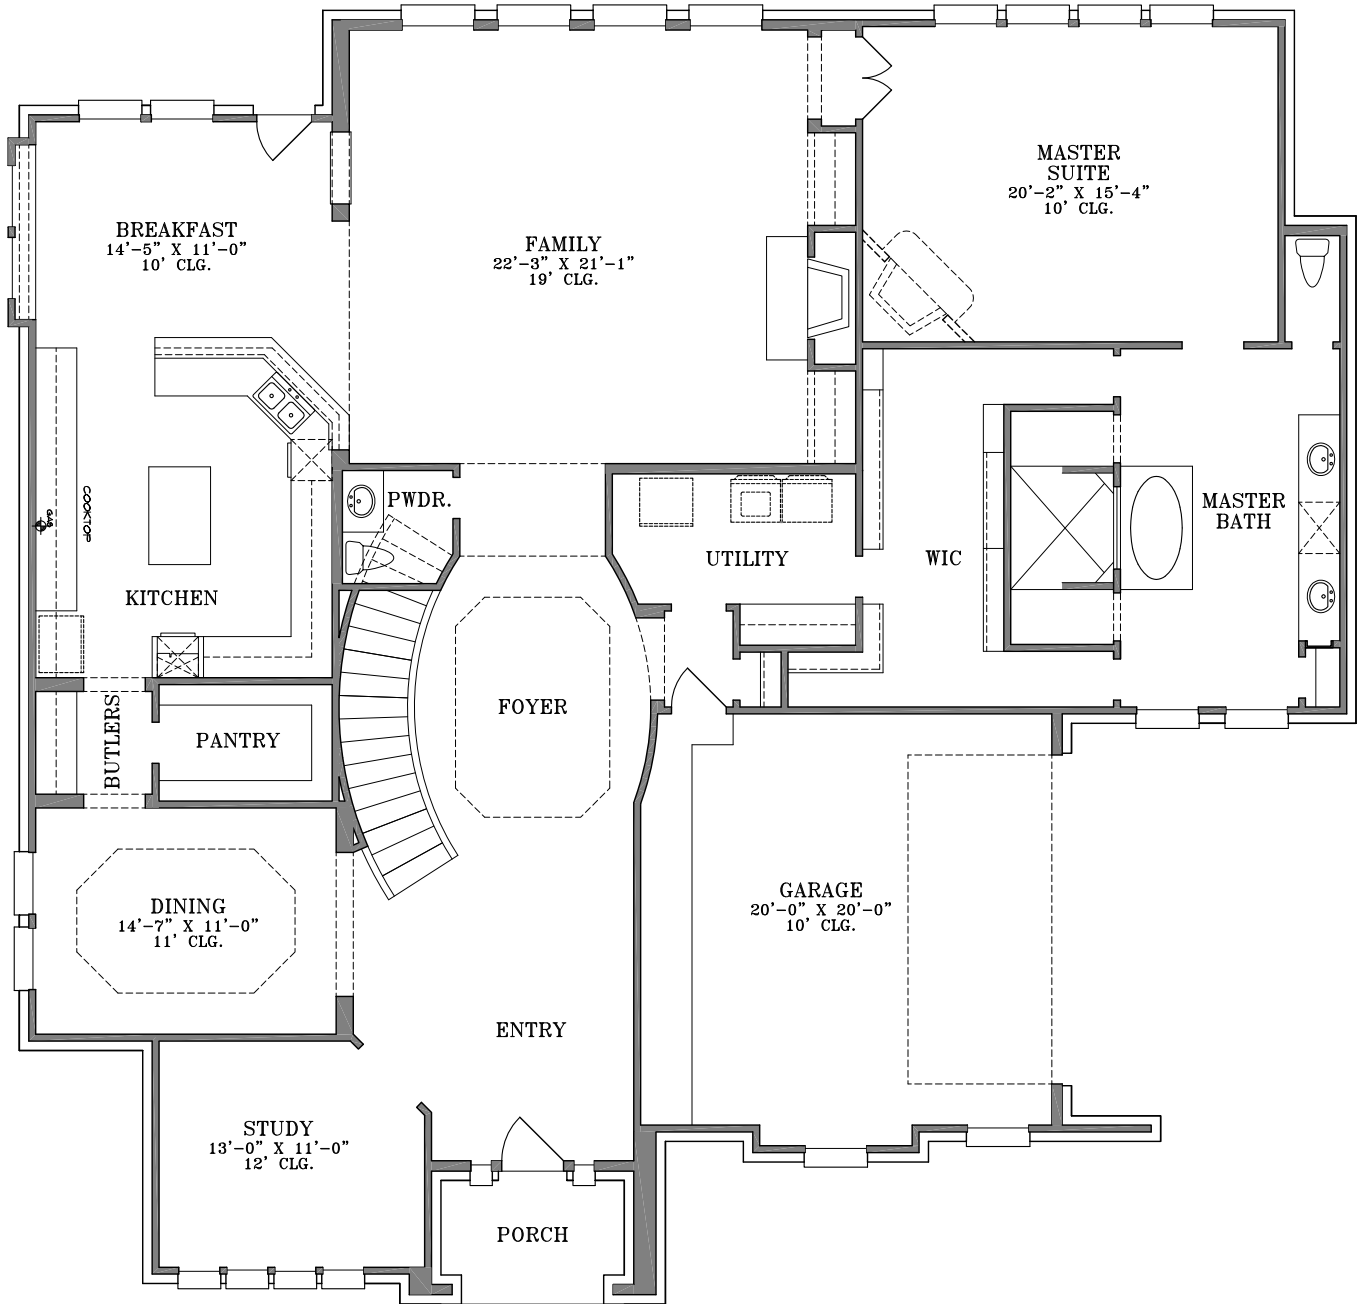 MASTER
SUITE
20'-2" X 15'-4"
10' CLG.
BREAKFAST
14'-5" X 11'-0"
10' CLG.
FAMILY
22'-3" X 21'-1"
19' CLG.
COOKTOP
GAS
PWDR.
MASTER
BATH
UTILITY
WIC
KITCHEN
FOYER
BUTLERS
PANTRY
GARAGE
20'-0" X 20'-0"
10' CLG.
DINING
14'-7" X 11'-0"
11' CLG.
ENTRY
STUDY
13'-0" X 11'-0"
12' CLG.
PORCH